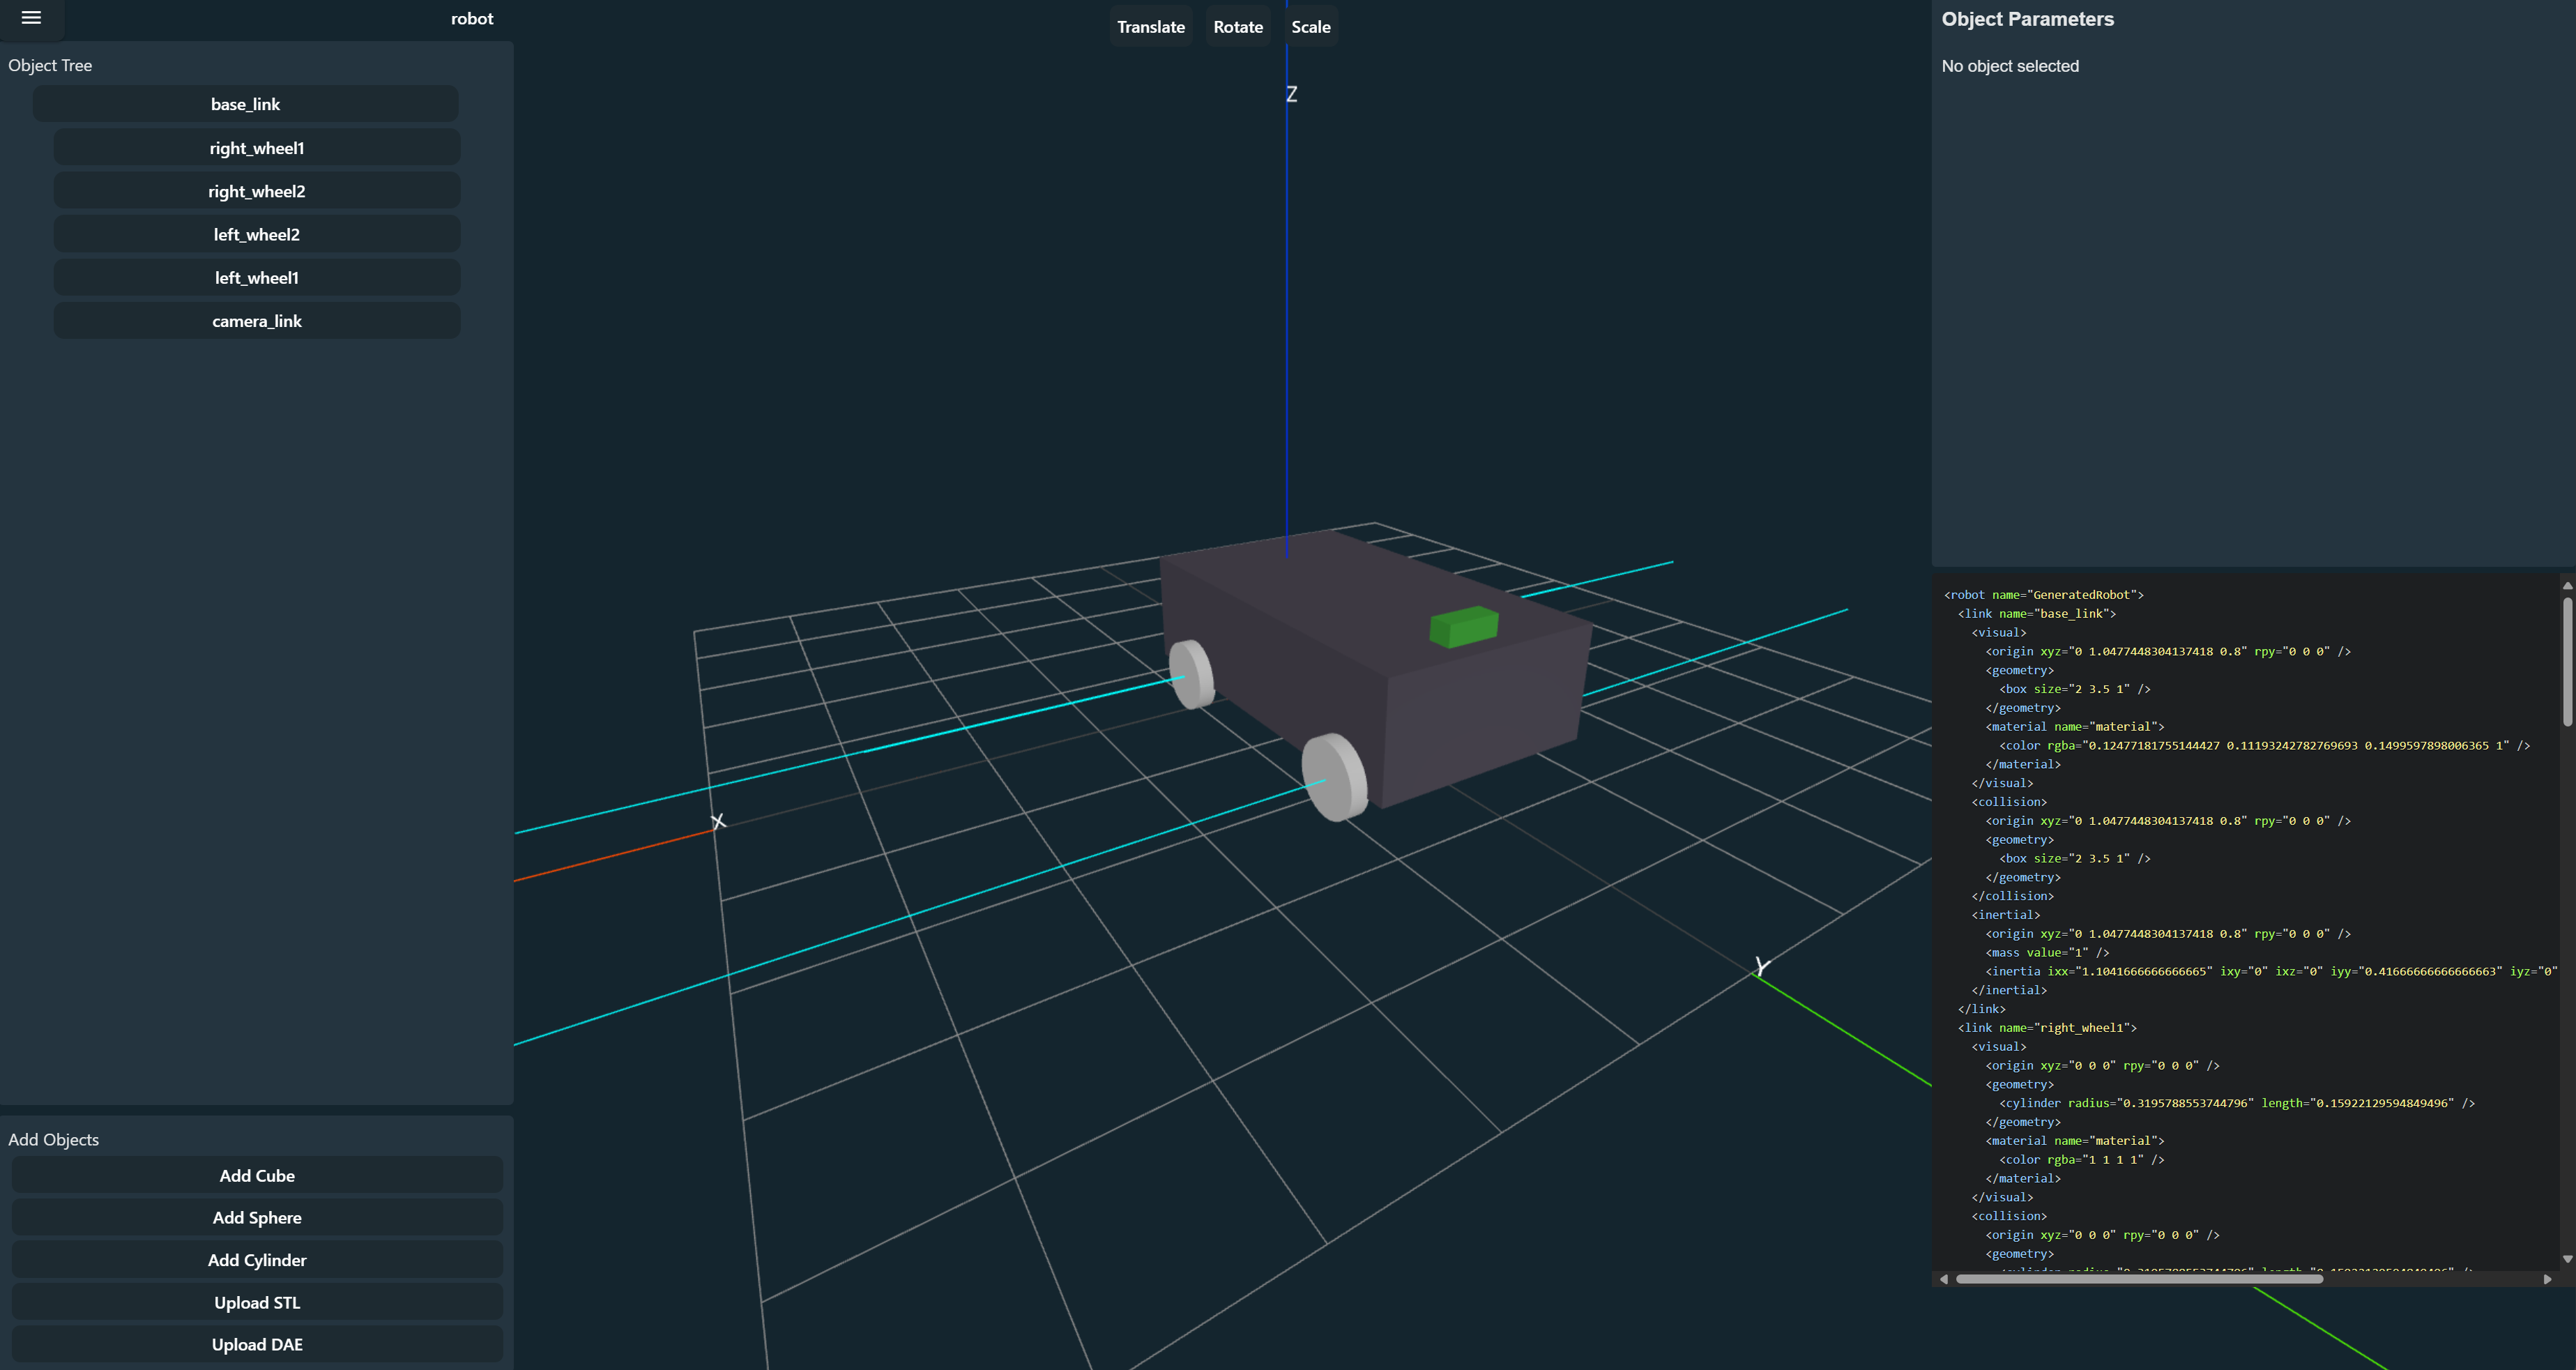 robot
Object Tree
base_link
right_wheel1
right_wheel2
left_wheel2
left_wheel1
camera_link
Add Objects
Add Cube
Add Sphere
Add Cylinder
Upload STL
Upload DAE
Translate Rotate Scale
Z
X
Y
Object Parameters
No object selected
<robot name="GeneratedRobot">
<link name="base_link">
<visual>
<origin xyz="0 1.0477448304137418 0.8" rpy="0 0 0" />
<geometry>
<box size="2 3.5 1" />
</geometry>
<material name="material">
<color rgba="0.12477181755144427 0.11193242782769693 0.1499597898006365 1" />
</material>
</visual>
<collision>
<origin xyz="0 1.0477448304137418 0.8" rpy="0 0 0" />
<geometry>
<box size="2 3.5 1" />
</geometry>
</collision>
<inertial>
<origin xyz="0 1.0477448304137418 0.8" rpy="0 0 0" />
<mass value="1" />
<inertia ixx="1.1041666666666665" ixy="0" ixz="0" iyy="0.41666666666666663" iyz="0"
</inertial>
</link>
<link name="right_wheel1">
<visual>
<origin xyz="0 0 0" rpy="0 0 0" />
<geometry>
<cylinder radius="0.3195788553744796" length="0.15922129594849496" />
</geometry>
<material name="material">
<color rgba="1 1 1 1" />
</material>
</visual>
<collision>
<origin xyz="0 0 0" rpy="0 0 0" />
<geometry>